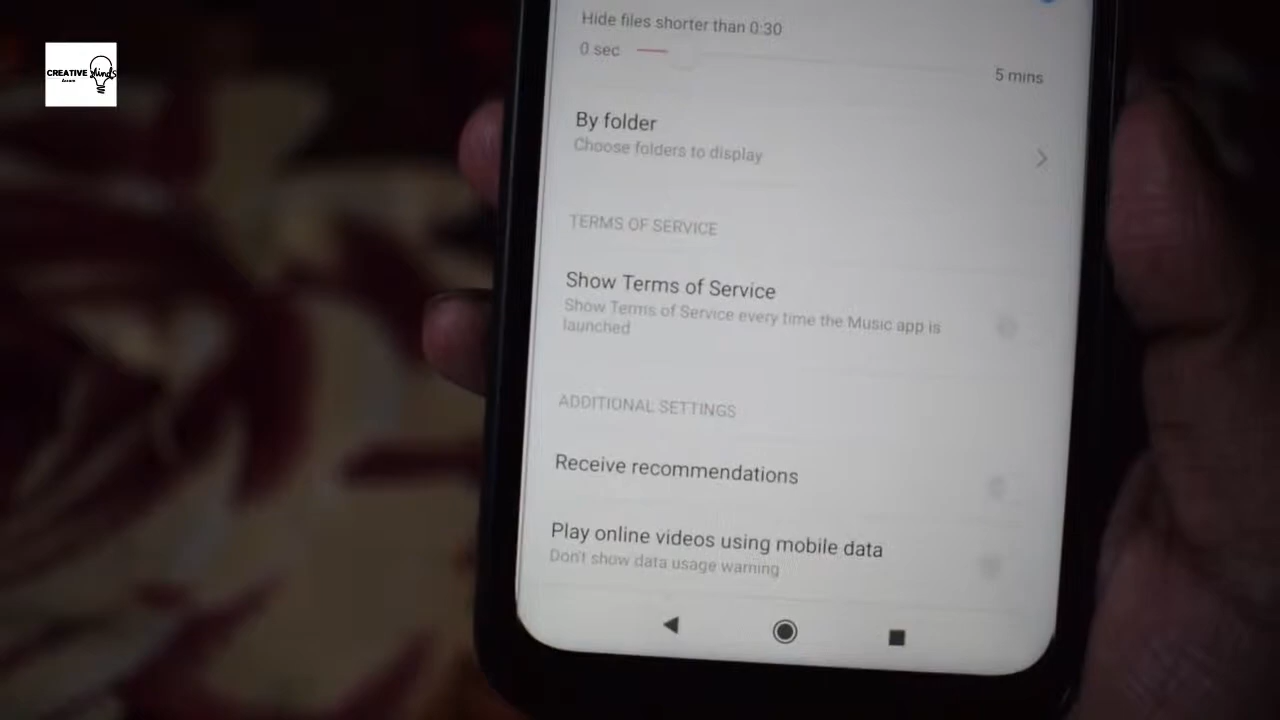 CREATIVE Minds
Assam
Hide files shorter than 0:30
0 sec
5 mins
By folder
Choose folders to display
TERMS OF SERVICE
Show Terms of Service
Show Terms of Service every time the Music app is
launched
ADDITIONAL SETTINGS
Receive recommendations
Play online videos using mobile data
Don't show data usage warning